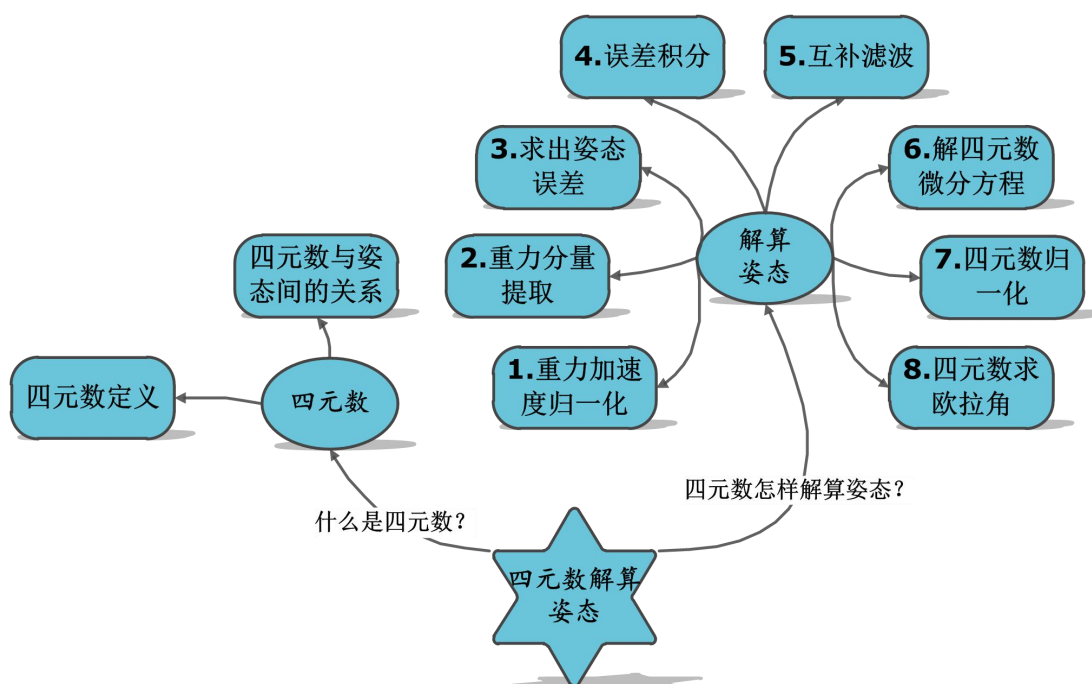 4.误差积分
5.互补滤波
3.求出姿态
误差
6.解四元数
微分方程
解算
姿态
四元数与姿
态间的关系
2.重力分量
提取
7.四元数归
一化
1.重力加速
度归一化
8.四元数求
欧拉角
四元数定义
四元数
四元数怎样解算姿态？
什么是四元数？
四元数解算
姿态